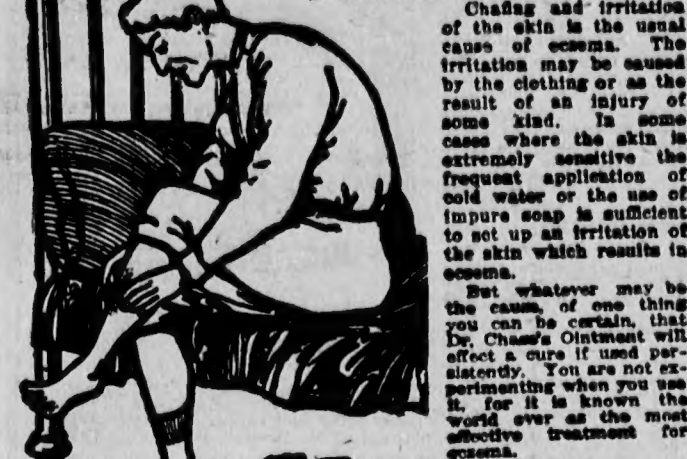 Chafing and irritation
of the skin is the usual
cause of eczema. The
irritation may be caused
by the clothing or as the
result of an injury of
some kind. In some
cases where the skin is
extremely sensitive the
frequent application of
cold water or the use of
impure soap is sufficient
to set up an irritation of
the skin which results in
eczema.
But whatever may be
the cause, of one thing
you can be certain, that
Dr. Chase's Ointment will
effect a cure if used per-
sistently. You are not ex-
perimenting when you use
it, for it is known the
world over as the most
effective treatment for
eczema.